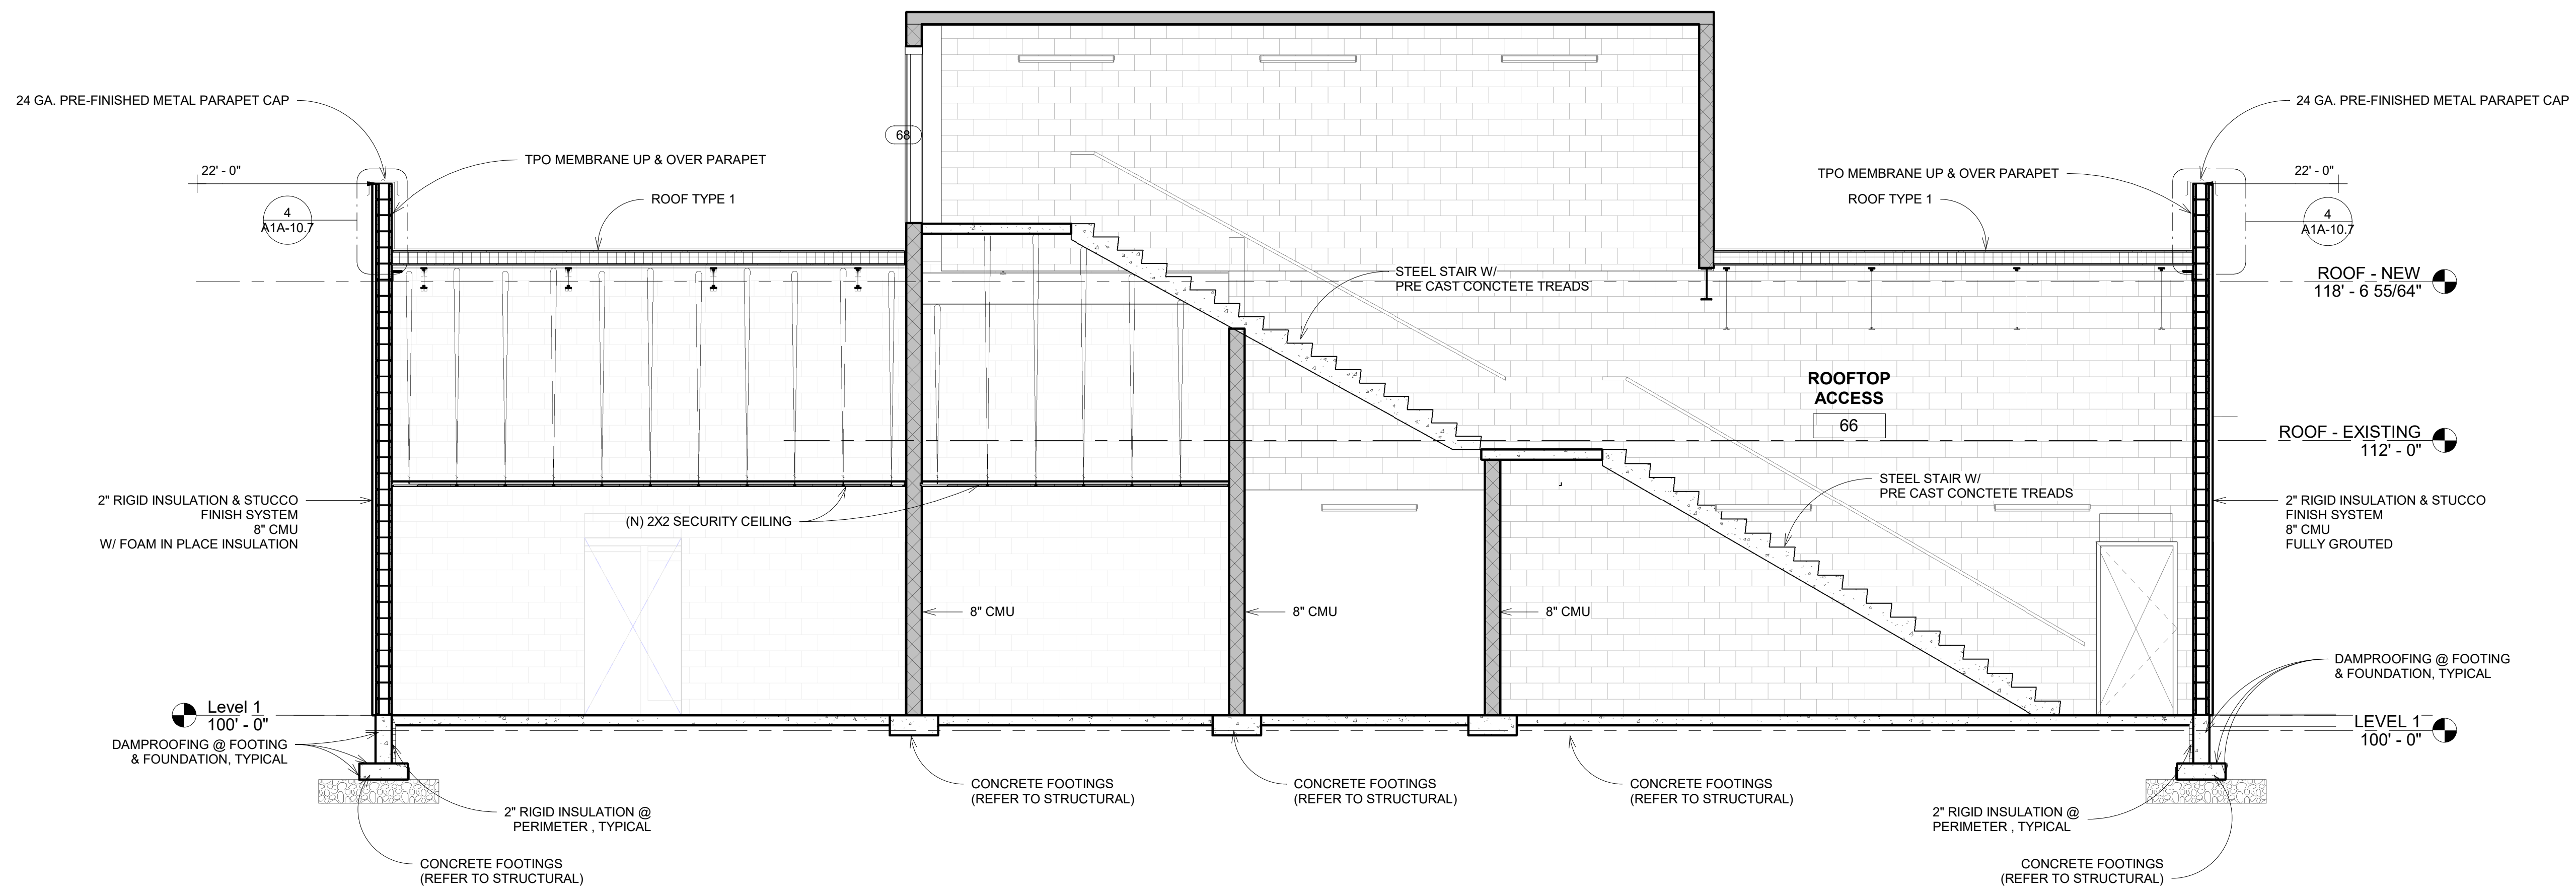 24 GA. PRE-FINISHED METAL PARAPET CAP
24 GA. PRE-FINISHED METAL PARAPET CAP
68
TPO MEMBRANE UP & OVER PARAPET
TPO MEMBRANE UP & OVER PARAPET
22' - 0"
22' - 0"
ROOF TYPE 1
ROOF TYPE 1
4
A1A-10.7
4
A1A-10.7
STEEL STAIR W/
PRE CAST CONCTETE TREADS
ROOF - NEW
118' - 6 55/64"
ROOFTOP
ACCESS
66
ROOF - EXISTING
112' - 0"
STEEL STAIR W/
PRE CAST CONCTETE TREADS
2" RIGID INSULATION & STUCCO
FINISH SYSTEM
8" CMU
W/ FOAM IN PLACE INSULATION
(N) 2X2 SECURITY CEILING
2" RIGID INSULATION & STUCCO
FINISH SYSTEM
8" CMU
FULLY GROUTED
8" CMU
8" CMU
8" CMU
DAMPROOFING @ FOOTING
& FOUNDATION, TYPICAL
Level 1
100' - 0"
LEVEL 1
100' - 0"
DAMPROOFING @ FOOTING
& FOUNDATION, TYPICAL
CONCRETE FOOTINGS
(REFER TO STRUCTURAL)
CONCRETE FOOTINGS
(REFER TO STRUCTURAL)
CONCRETE FOOTINGS
(REFER TO STRUCTURAL)
2" RIGID INSULATION @
PERIMETER , TYPICAL
2" RIGID INSULATION @
PERIMETER , TYPICAL
CONCRETE FOOTINGS
(REFER TO STRUCTURAL)
CONCRETE FOOTINGS
(REFER TO STRUCTURAL)